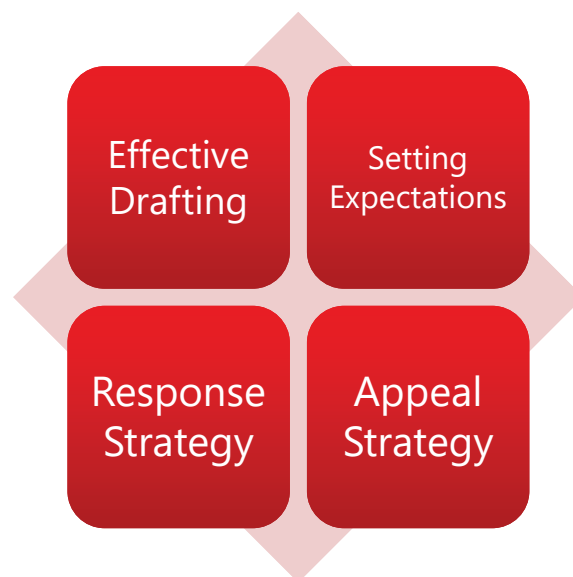 Effective
Drafting
Setting
Expectations
Response
Strategy
Appeal
Strategy